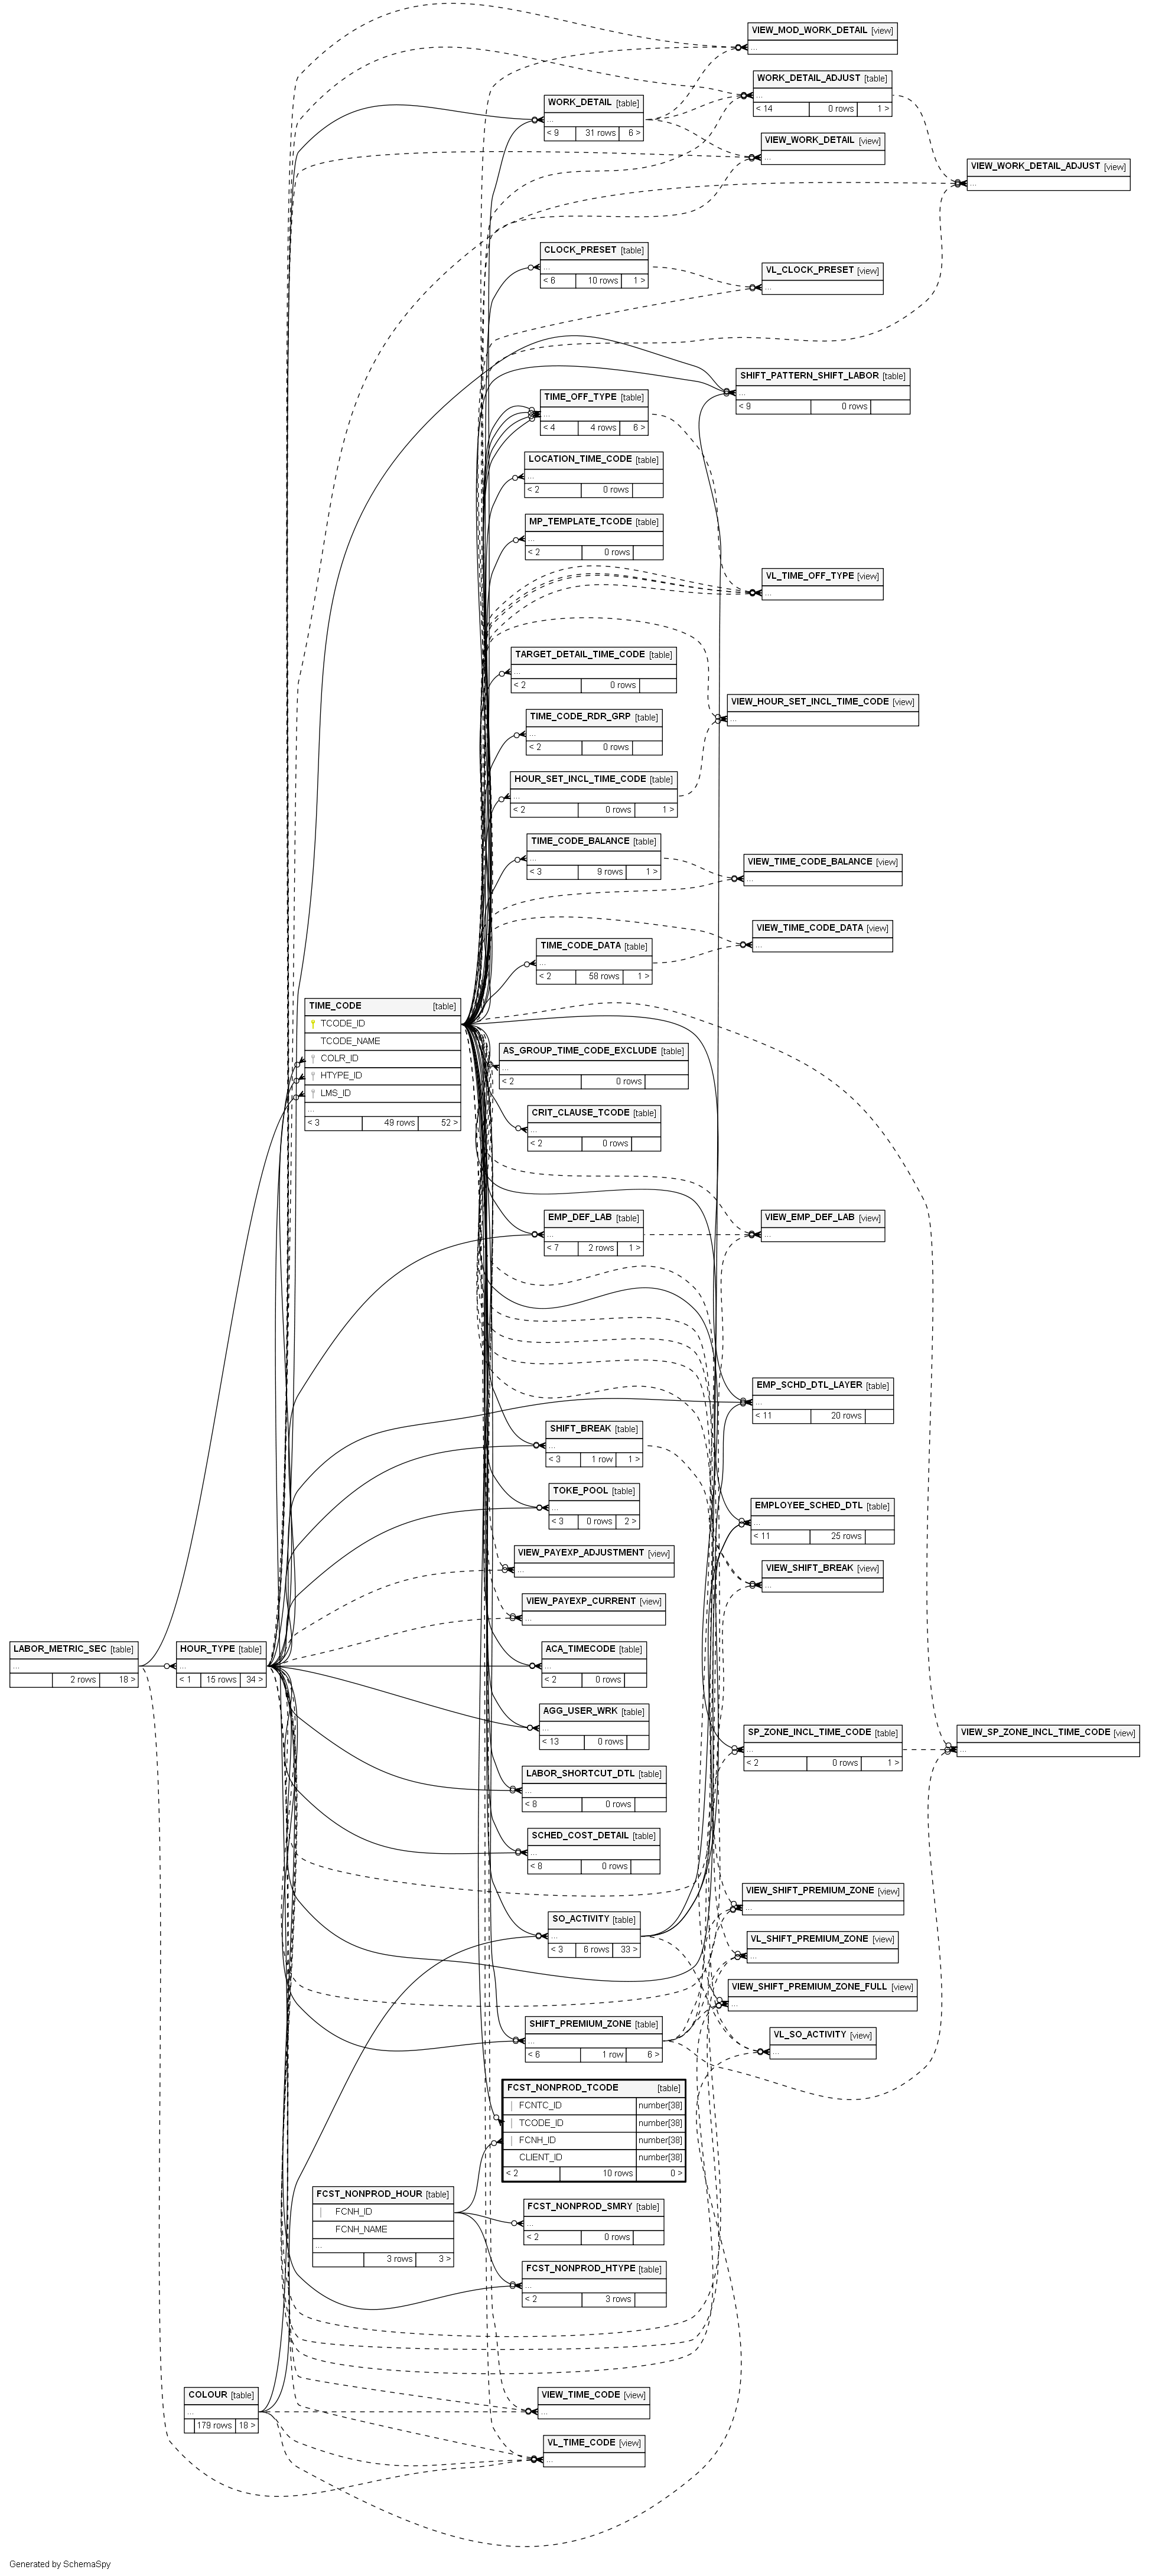 VIEW_MOD_WORK_DETAIL [view]
...
WORK_DETAIL_ADJUST [table]
...
< 14 0 rows 1 >
WORK_DETAIL [table]
...
< 9 31 rows 6 >
VIEW_WORK_DETAIL [view]
...
VIEW_WORK_DETAIL_ADJUST [view]
...
CLOCK_PRESET [table]
...
< 6 10 rows 1 >
VL_CLOCK_PRESET [view]
...
SHIFT_PATTERN_SHIFT_LABOR [table]
...
< 9 0 rows
TIME_OFF_TYPE [table]
...
< 4 4 rows 6 >
LOCATION_TIME_CODE [table]
...
< 2 0 rows
MP_TEMPLATE_TCODE [table]
...
< 2 0 rows
VL_TIME_OFF_TYPE [view]
...
TARGET_DETAIL_TIME_CODE [table]
...
< 2 0 rows
VIEW_HOUR_SET_INCL_TIME_CODE [view]
...
TIME_CODE_RDR_GRP [table]
...
< 2 0 rows
HOUR_SET_INCL_TIME_CODE [table]
...
< 2 0 rows 1 >
TIME_CODE_BALANCE [table]
...
< 3 9 rows 1 >
VIEW_TIME_CODE_BALANCE [view]
...
VIEW_TIME_CODE_DATA [view]
...
TIME_CODE_DATA [table]
...
< 2 58 rows 1 >
TIME_CODE [table]
TCODE_ID
TCODE_NAME
COLR_ID
HTYPE_ID
LMS_ID
...
< 3 49 rows 52 >
AS_GROUP_TIME_CODE_EXCLUDE [table]
...
< 2 0 rows
CRIT_CLAUSE_TCODE [table]
...
< 2 0 rows
EMP_DEF_LAB [table]
...
< 7 2 rows 1 >
VIEW_EMP_DEF_LAB [view]
...
EMP_SCHD_DTL_LAYER [table]
...
< 11 20 rows
SHIFT_BREAK [table]
...
< 3 1 row 1 >
TOKE_POOL [table]
...
< 3 0 rows 2 >
EMPLOYEE_SCHED_DTL [table]
...
< 11 25 rows
VIEW_PAYEXP_ADJUSTMENT [view]
...
VIEW_SHIFT_BREAK [view]
...
VIEW_PAYEXP_CURRENT [view]
...
LABOR_METRIC_SEC [table]
...
2 rows 18 >
HOUR_TYPE [table]
...
< 1 15 rows 34 >
ACA_TIMECODE [table]
...
< 2 0 rows
AGG_USER_WRK [table]
...
< 13 0 rows
SP_ZONE_INCL_TIME_CODE [table]
...
< 2 0 rows 1 >
VIEW_SP_ZONE_INCL_TIME_CODE [view]
...
LABOR_SHORTCUT_DTL [table]
...
< 8 0 rows
SCHED_COST_DETAIL [table]
...
< 8 0 rows
VIEW_SHIFT_PREMIUM_ZONE [view]
...
SO_ACTIVITY [table]
...
< 3 6 rows 33 >
VL_SHIFT_PREMIUM_ZONE [view]
...
VIEW_SHIFT_PREMIUM_ZONE_FULL [view]
...
SHIFT_PREMIUM_ZONE [table]
...
< 6 1 row 6 >
VL_SO_ACTIVITY [view]
...
FCST_NONPROD_TCODE [table]
FCNTC_ID number[38]
TCODE_ID number[38]
FCNH_ID number[38]
CLIENT_ID number[38]
< 2 10 rows 0 >
FCST_NONPROD_HOUR [table]
FCNH_ID
FCNH_NAME
...
3 rows 3 >
FCST_NONPROD_SMRY [table]
...
< 2 0 rows
FCST_NONPROD_HTYPE [table]
...
< 2 3 rows
COLOUR [table]
...
179 rows 18 >
VIEW_TIME_CODE [view]
...
VL_TIME_CODE [view]
...
Generated by SchemaSpy